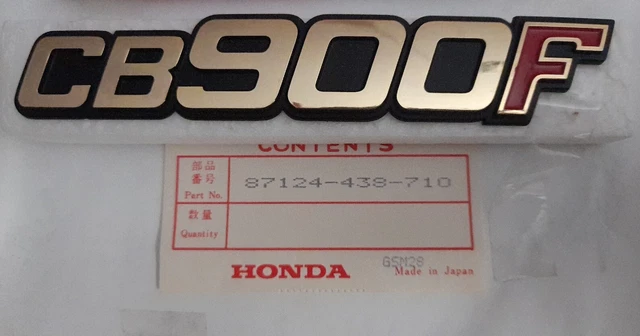 CB900F
CONTENTS
部品
番号
Part No.
87124-438-710
数量
Quantity
HONDA
GSM28
Made in Japan